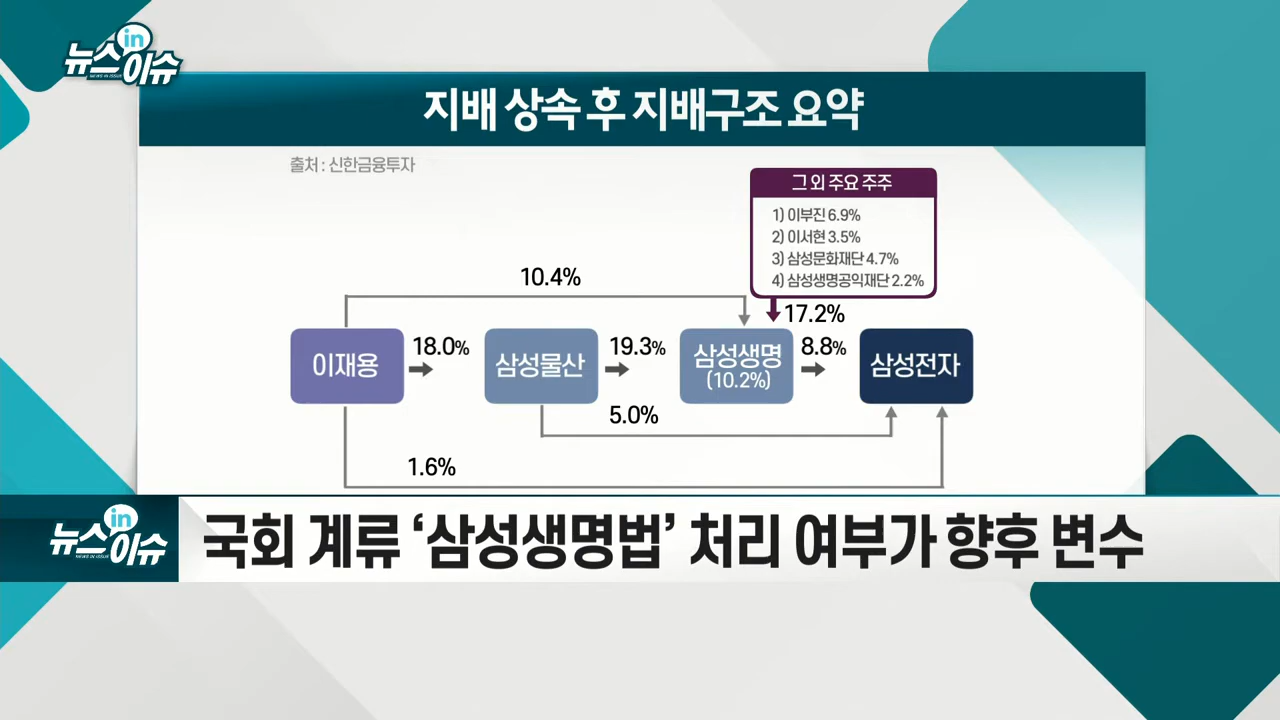 뉴스in이슈
NEWS IN ISSUE
지배 상속 후 지배구조 요약
출처 : 신한금융투자
그 외 주요 주주
1) 이부진 6.9%
2) 이서현 3.5%
3) 삼성문화재단 4.7%
4) 삼성생명공익재단 2.2%
10.4%
17.2%
이재용
18.0%
삼성물산
19.3%
삼성생명
(10.2%)
8.8%
삼성전자
5.0%
1.6%
뉴스in이슈
NEWS IN ISSUE
국회 계류 ‘삼성생명법’ 처리 여부가 향후 변수